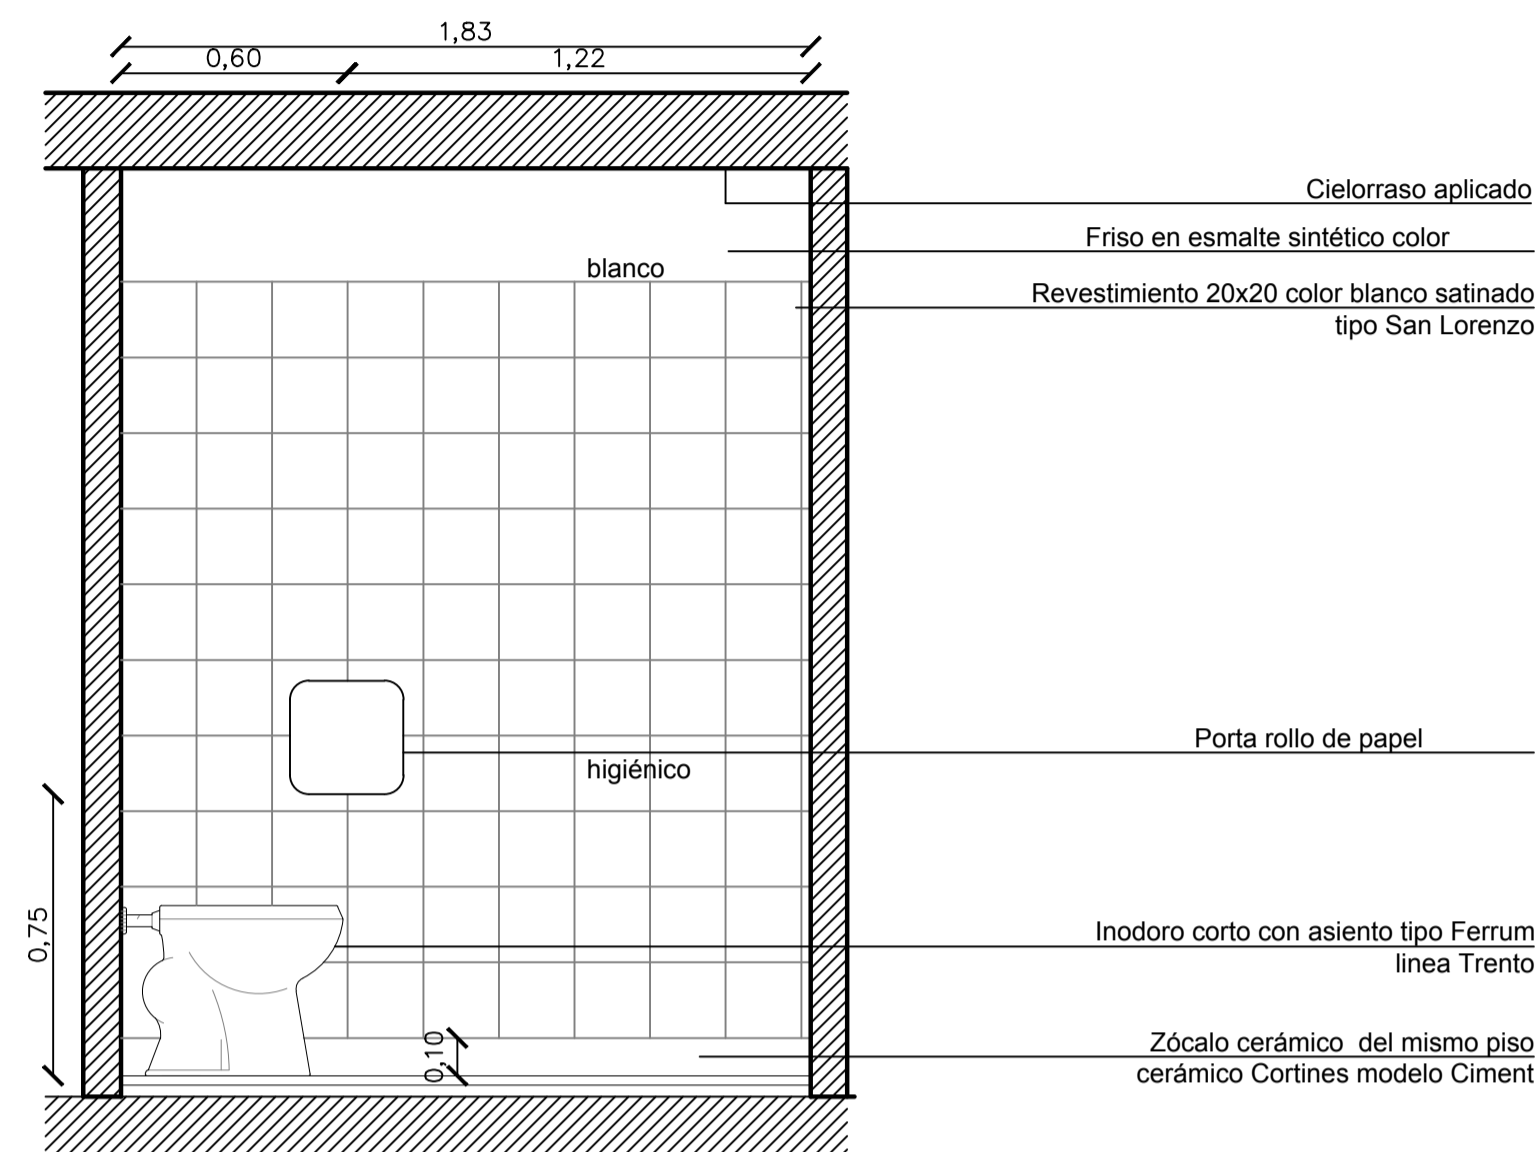 1,83
0,60
1,22
Cielorraso aplicado
Friso en esmalte sintético color
blanco
Revestimiento 20x20 color blanco satinado
tipo San Lorenzo
Porta rollo de papel
higiénico
0,75
Inodoro corto con asiento tipo Ferrum
linea Trento
0,10
Zócalo cerámico  del mismo piso
cerámico Cortines modelo Ciment